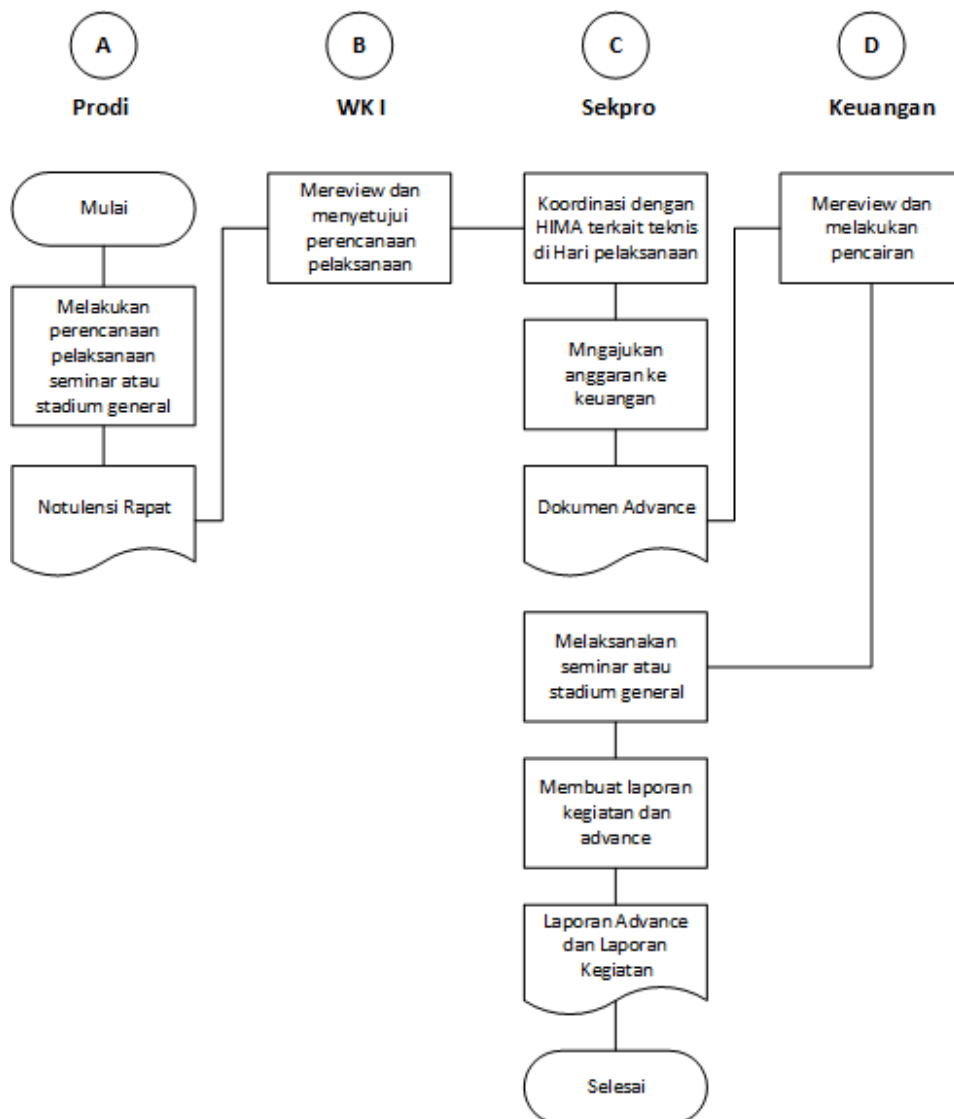 A
B
C
D
Prodi
WK I
Sekpro
Keuangan
Mulai
Melakukan
perencanaan
pelaksanaan
seminar atau
stadium general
Notulensi Rapat
Mereview dan
menyetujui
perencanaan
pelaksanaan
Koordinasi dengan
HIMA terkait teknis
di Hari pelaksanaan
Mngajukan
anggaran ke
keuangan
Dokumen Advance
Mereview dan
melakukan
pencairan
Melaksanakan
seminar atau
stadium general
Membuat laporan
kegiatan dan
advance
Laporan Advance
dan Laporan
Kegiatan
Selesai